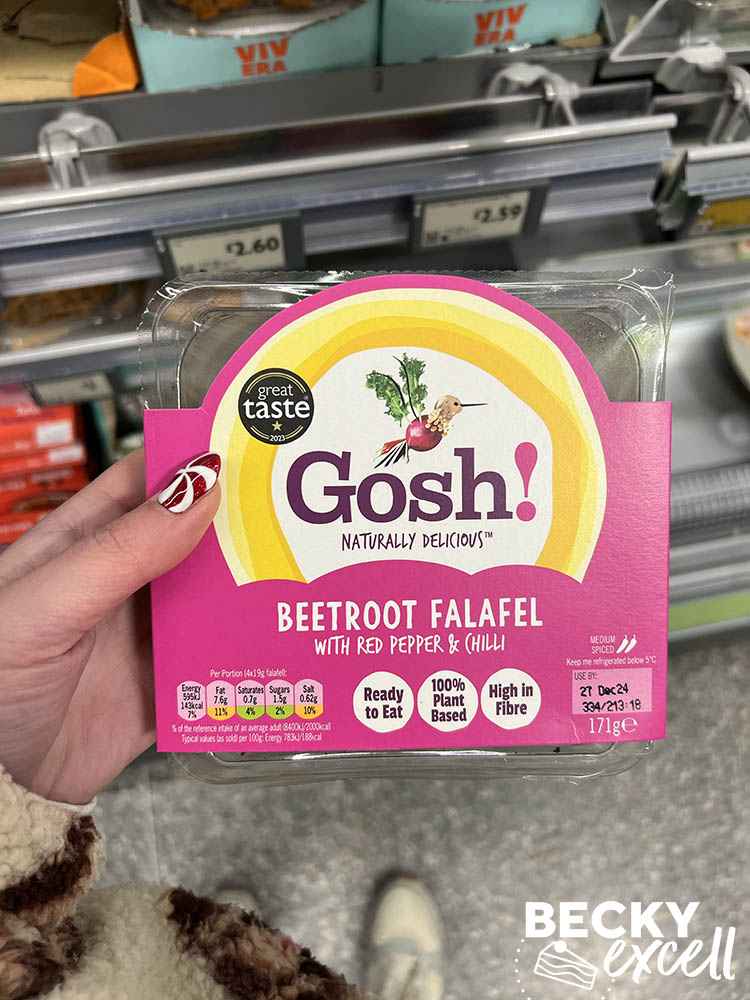 VIV
ERA
VIV
ERA
£2.60
£2.59
great
taste
2023
Gosh!
NATURALLY DELICIOUS™
BEETROOT FALAFEL
WITH RED PEPPER & CHILLI
MEDIUM
SPICED
Keep me refrigerated below 5°C
Per Portion (4x19g falafel):
Energy
595kJ
143kcal
7%
Fat
7.6g
11%
Saturates
0.7g
4%
Sugars
1.5g
2%
Salt
0.62g
10%
% of the reference intake of an average adult (8400kJ/2000kcal)
Typical values (as sold) per 100g: Energy 783kJ/188kcal
Ready
to Eat
100%
Plant
Based
High in
Fibre
USE BY:
27 Dec24
334/213:18
171g℮
BECKY
excell